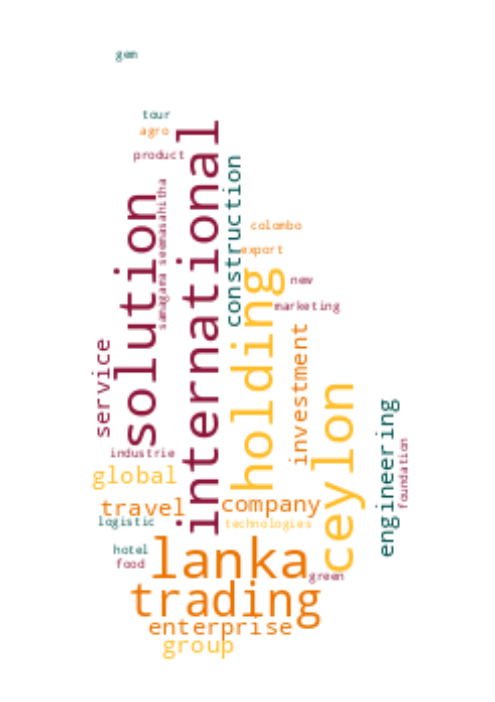 gem
tour
agro
product
international
construction
samagama seemasahitha
solution
colombo
export
holding
new
marketing
investment
service
ceylon
engineering
foundation
industrie
global
travel
company
logistic
technologies
hotel
food
lanka
green
trading
enterprise
group